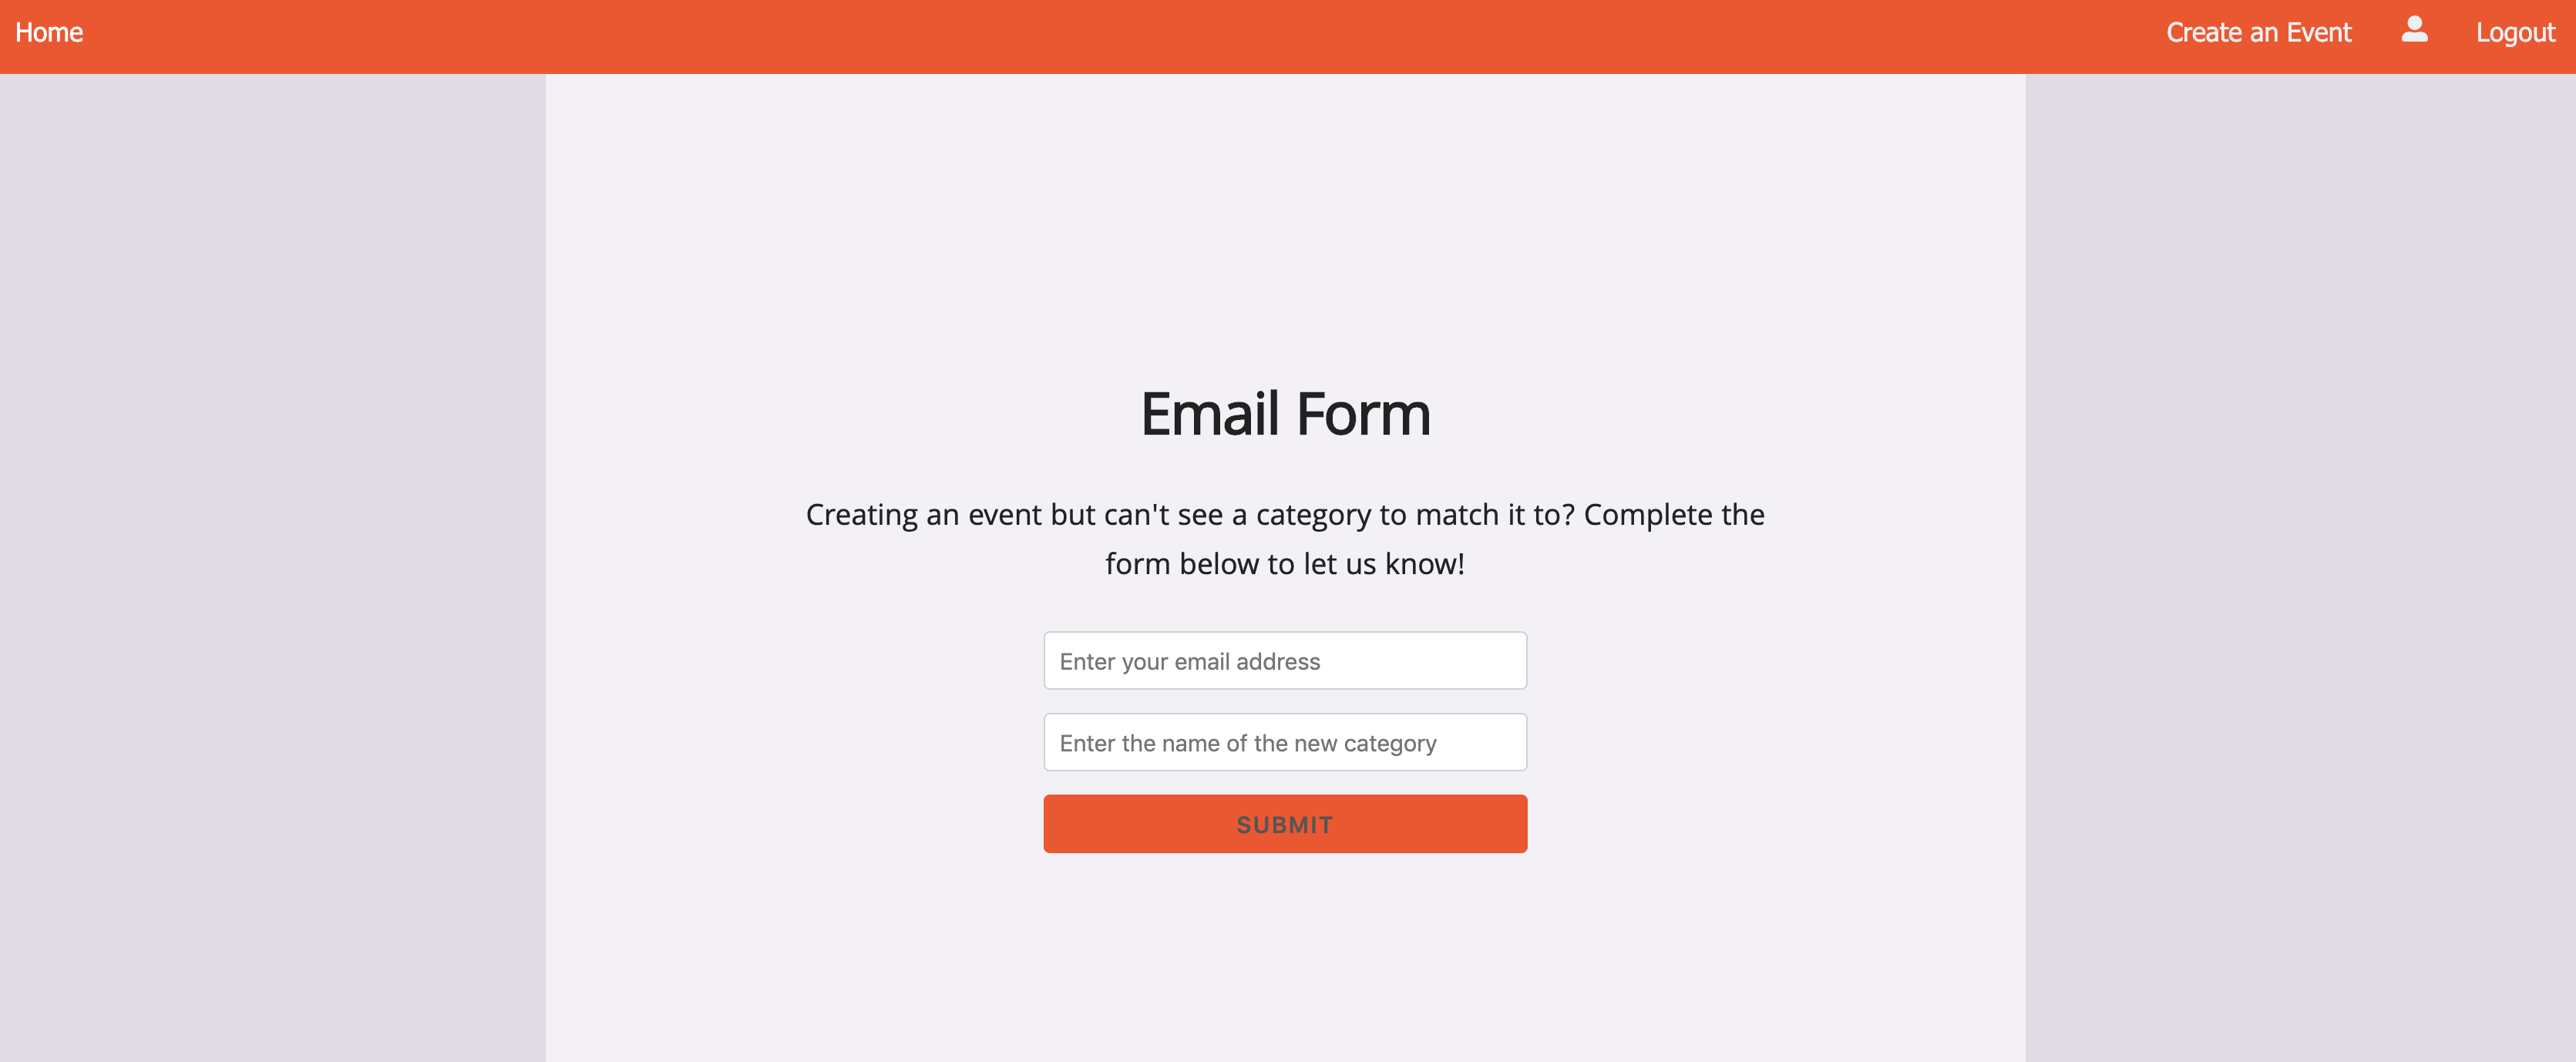 Home
Create an Event
Logout
Email Form
Creating an event but can't see a category to match it to? Complete the
form below to let us know!
Enter your email address
Enter the name of the new category
SUBMIT